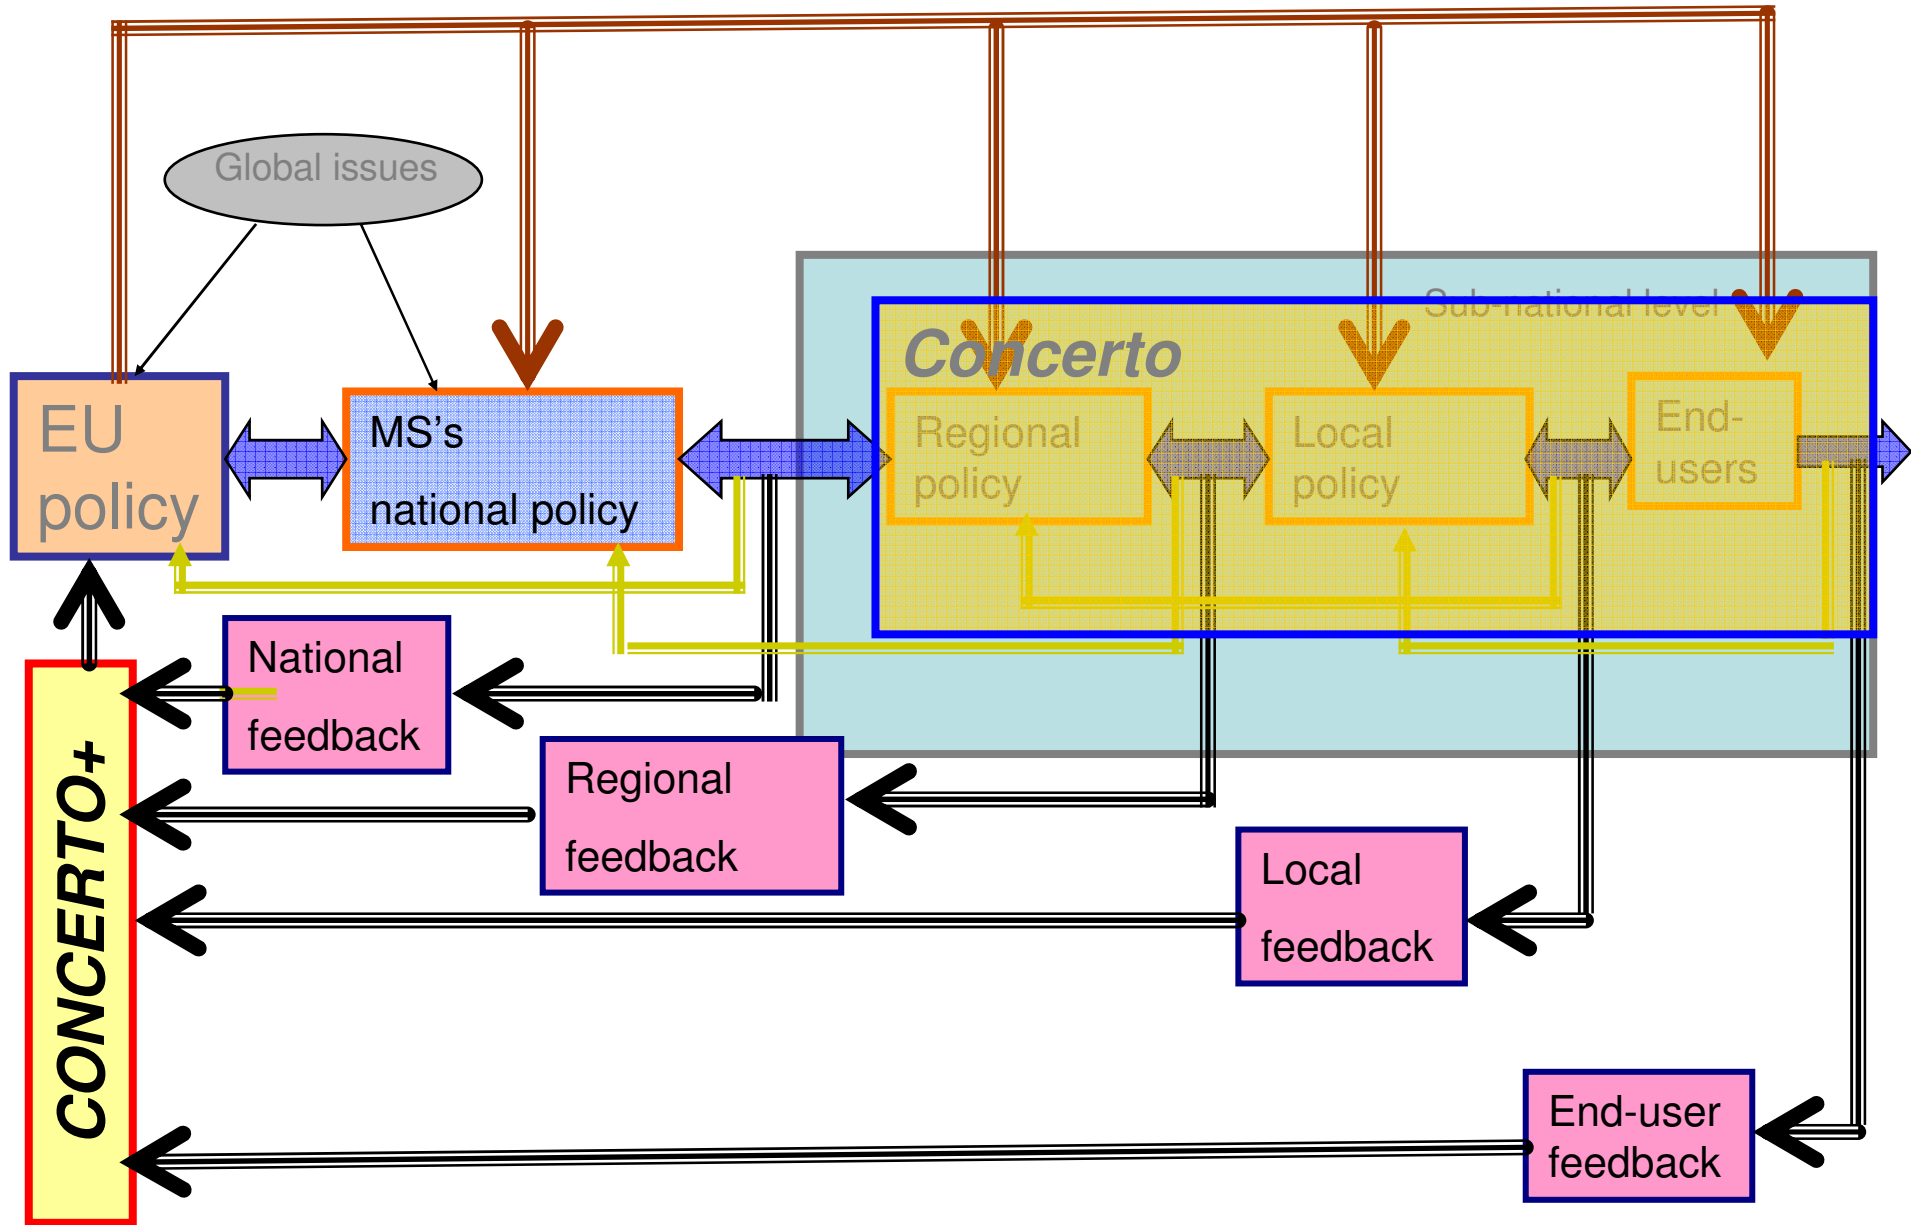 Global issues
Sub-national level
Concerto
EU
policy
MS's
national policy
Regional
policy
Local
policy
End-
users
National
feedback
Regional
feedback
Local
feedback
End-user
feedback
CONCERTO+